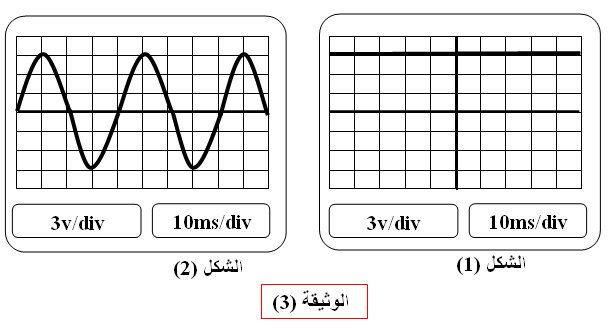 3v/div 10ms/div 3v/div 10ms/div
الشكل (2) الشكل (1)
الوثيقة (3)